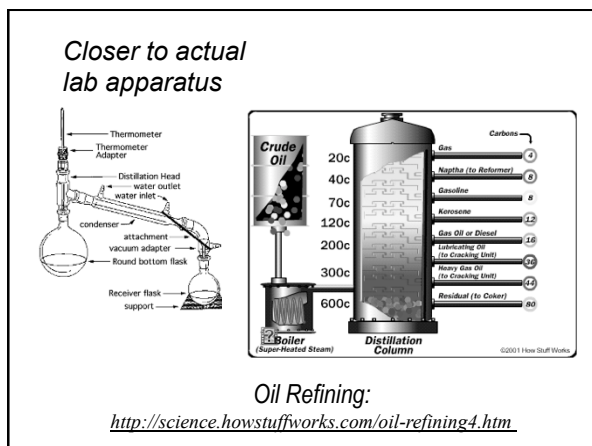 Closer to actual
lab apparatus
Thermometer
Thermometer
Adapter
Distillation Head
water outlet
water inlet
condenser
attachment
vacuum adapter
Round bottom flask
Receiver flask
support
Crude
Oil
Carbons
20c
Gas
4
40c
Naptha (to Reformer)
8
70c
Gasoline
8
120c
Kerosene
12
200c
Gas Oil or Diesel
16
Lubricating Oil
(to Cracking Unit)
36
300c
Heavy Gas Oil
(to Cracking Unit)
44
600c
Residual (to Coker)
80
?
Boiler
(Super-Heated Steam)
Distillation
Column
©2001 How Stuff Works
Oil Refining:
http://science.howstuffworks.com/oil-refining4.htm